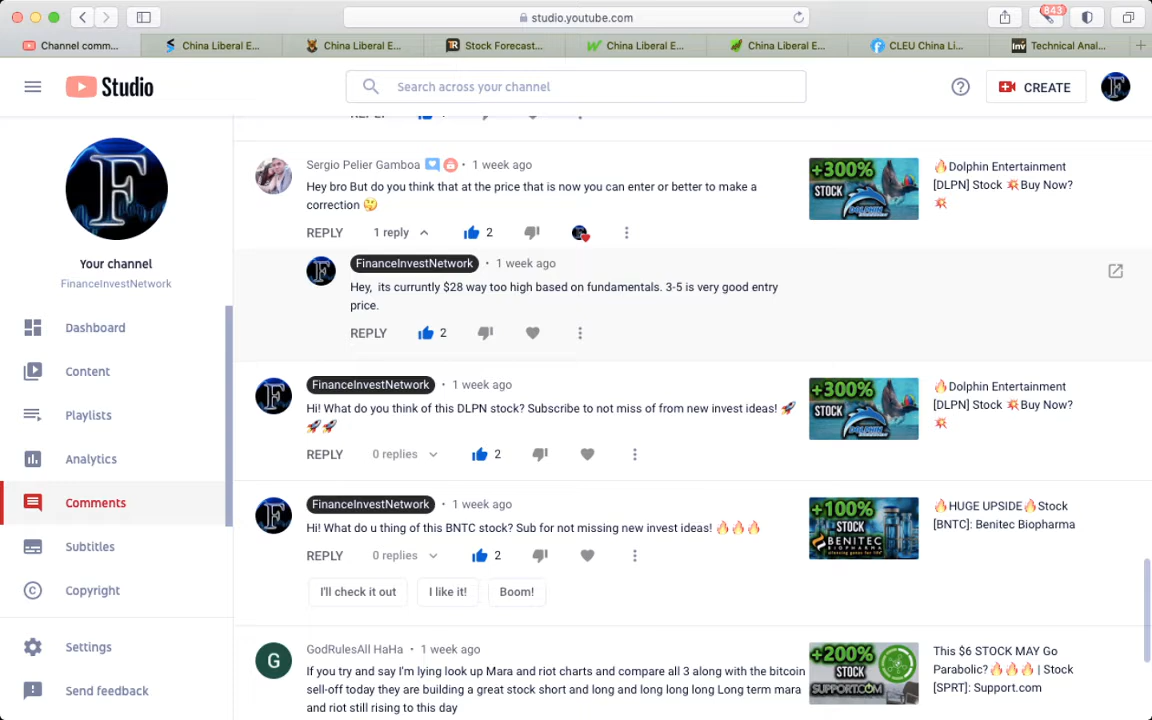 studio.youtube.com
843
Channel comm...
China Liberal E...
China Liberal E...
Stock Forecast...
China Liberal E...
China Liberal E...
CLEU China Li...
Technical Anal...
Studio
Search across your channel
CREATE
Your channel
FinanceInvestNetwork
Dashboard
Content
Playlists
Analytics
Comments
Subtitles
Copyright
Settings
Send feedback
Sergio Pelier Gamboa • 1 week ago
Hey bro But do you think that at the price that is now you can enter or better to make a
correction 🤔
REPLY 1 reply 2
+300%
STOCK
DOLPHIN
🔥Dolphin Entertainment
[DLPN] Stock 💥Buy Now?
💥
FinanceInvestNetwork • 1 week ago
Hey, its curruntly $28 way too high based on fundamentals. 3-5 is very good entry
price.
REPLY 2
FinanceInvestNetwork • 1 week ago
Hi! What do you think of this DLPN stock? Subscribe to not miss of from new invest ideas! 🚀
🚀🚀
REPLY 0 replies 2
+300%
STOCK
DOLPHIN
🔥Dolphin Entertainment
[DLPN] Stock 💥Buy Now?
💥
FinanceInvestNetwork • 1 week ago
Hi! What do u thing of this BNTC stock? Sub for not missing new invest ideas! 🔥🔥🔥
REPLY 0 replies 2
I'll check it out I like it! Boom!
+100%
STOCK
BENITEC
BIOPHARMA
🔥HUGE UPSIDE🔥Stock
[BNTC]: Benitec Biopharma
GodRulesAll HaHa • 1 week ago
If you try and say I'm lying look up Mara and riot charts and compare all 3 along with the bitcoin
sell-off today they are building a great stock short and long and long long long Long term mara
and riot still rising to this day
+200%
STOCK
SUPPORT.COM
This $6 STOCK MAY Go
Parabolic?🔥🔥🔥 | Stock
[SPRT]: Support.com